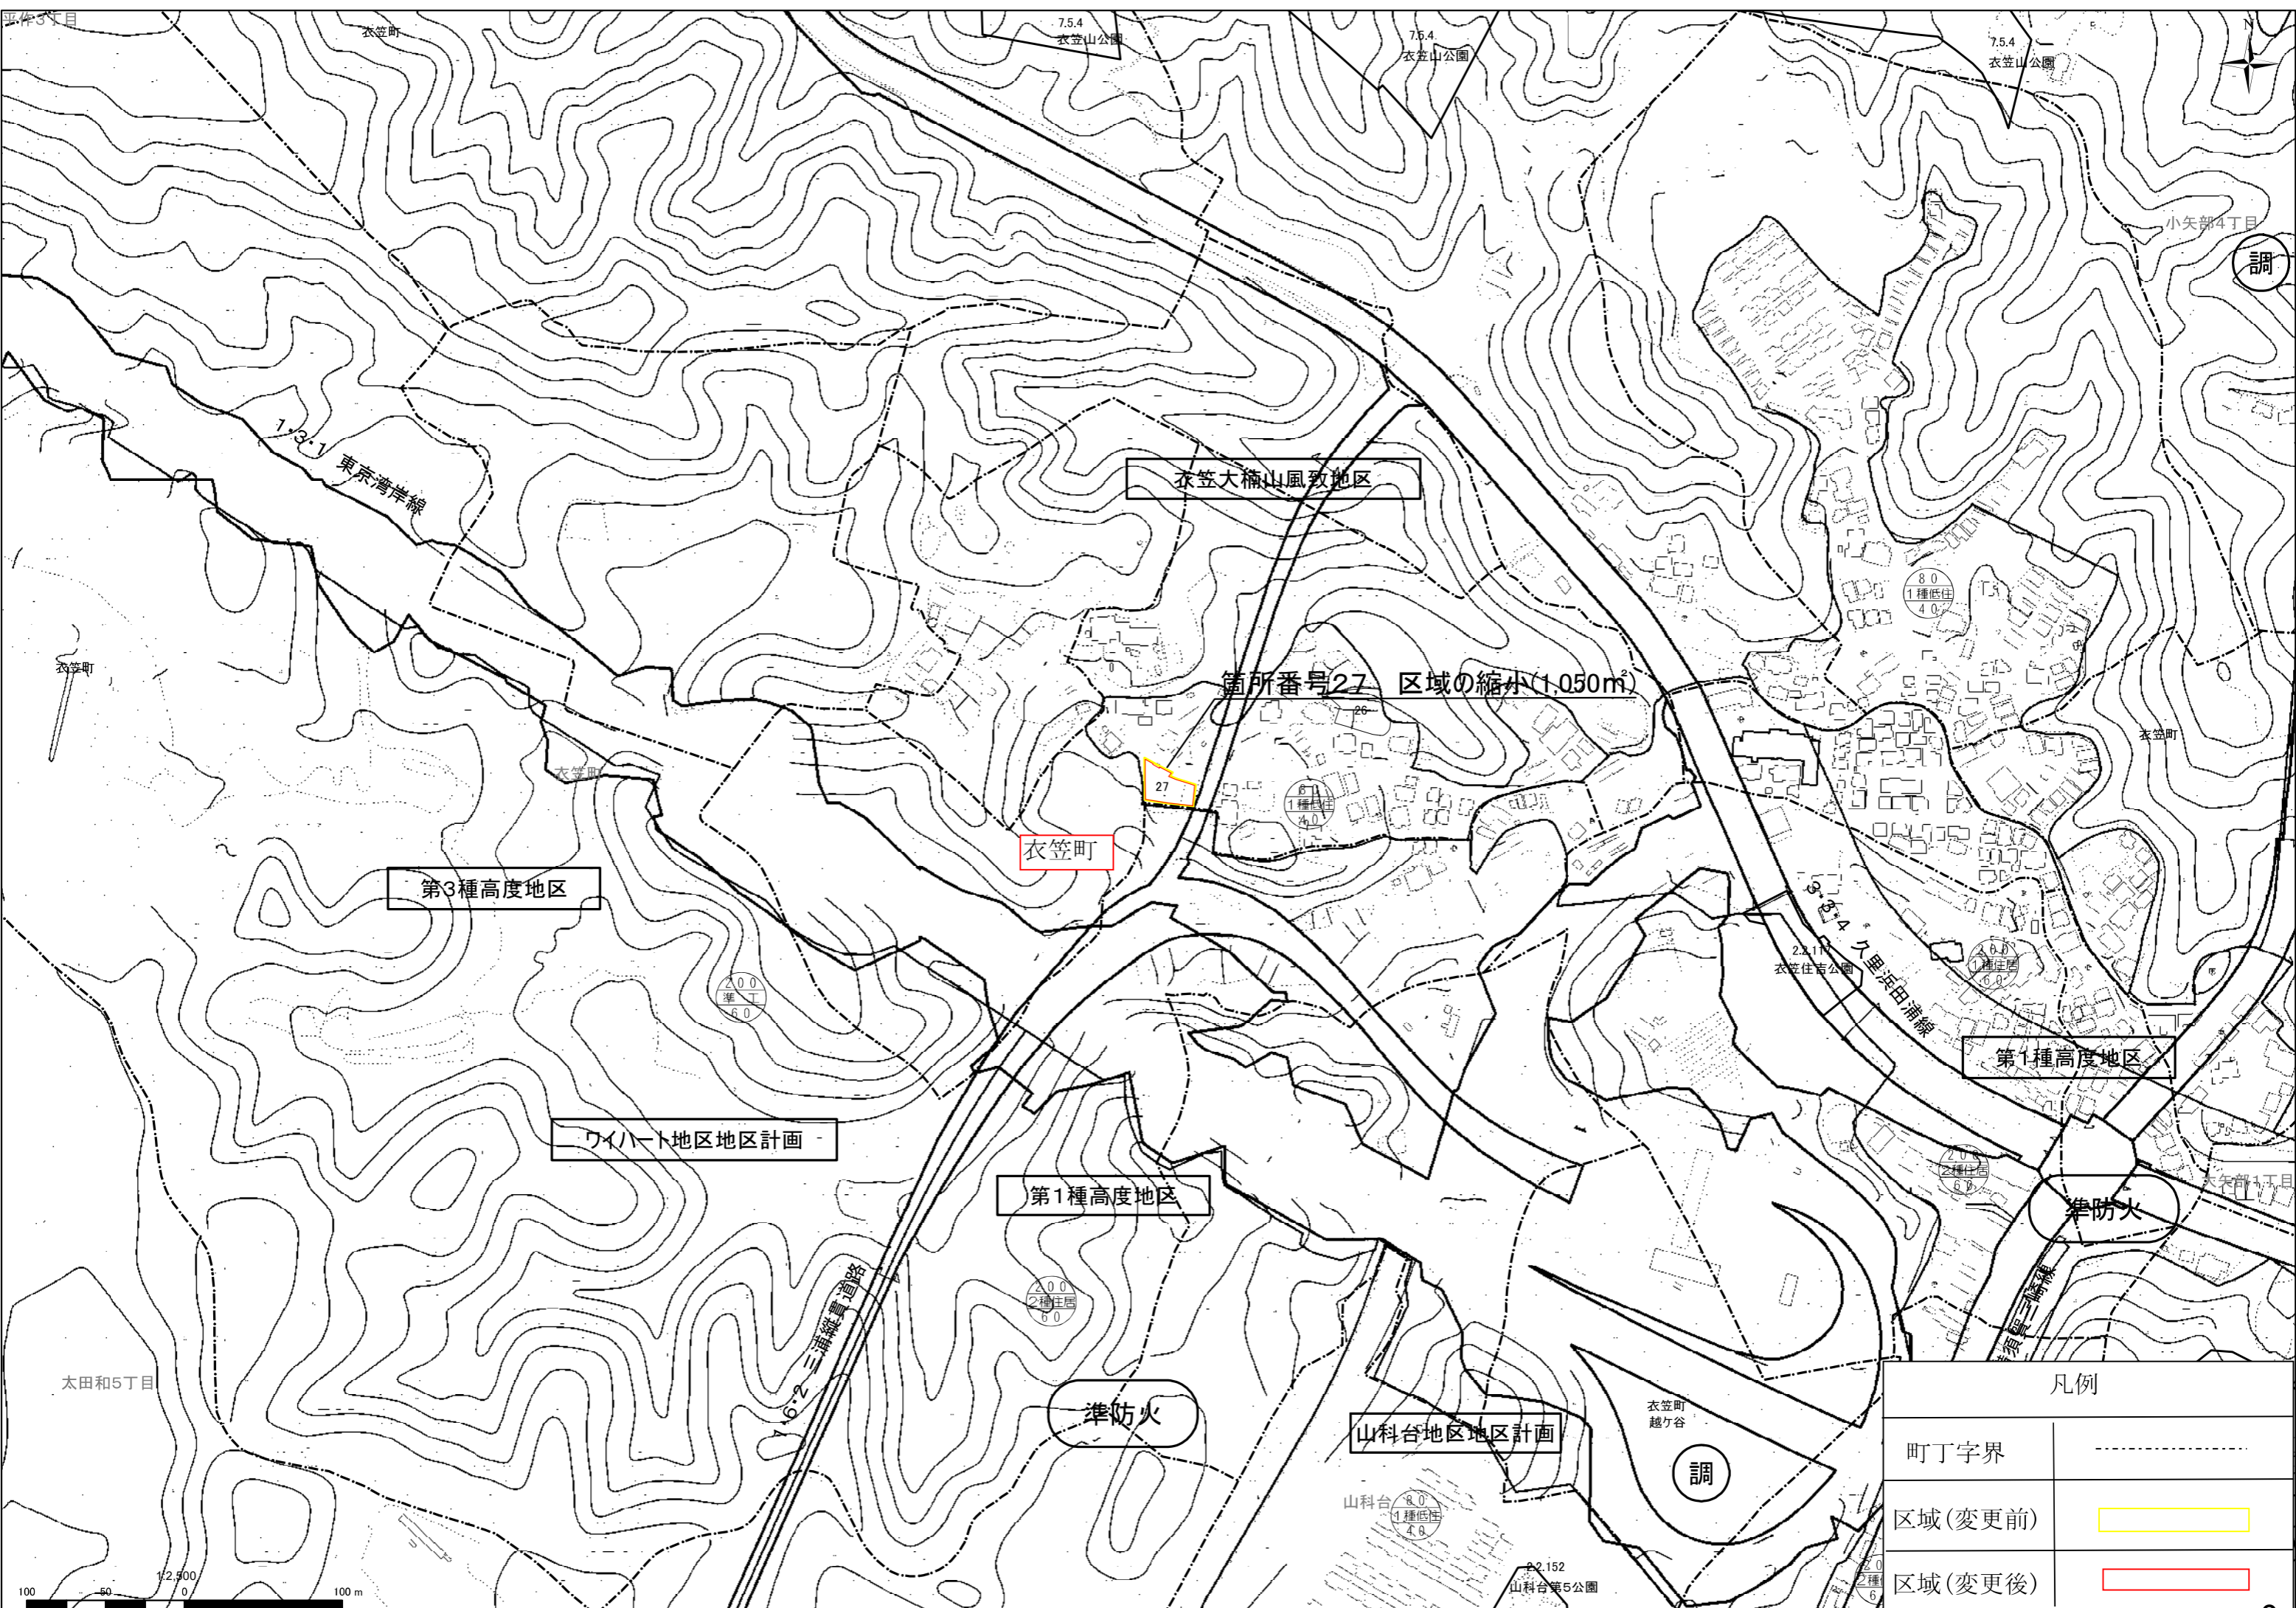 平作3丁目
衣笠町
7.5.4
衣笠山公園
7.5.4
衣笠山公園
7.5.4
衣笠山公園
N
小矢部4丁目
調
1・3・1 東京湾岸線
衣笠大楠山風致地区
80
1種低住
40
衣笠町
箇所番号27 区域の縮小(1,050㎡)
26
衣笠町
衣笠町
27
1種低住
40
衣笠町
第3種高度地区
3・3・4 久里浜田浦線
衣笠住吉公園
200
1種住居
60
200
準 工
60
第1種高度地区
ワイハート地区地区計画
第1種高度地区
200
2種住居
60
大矢部1丁目
準防火
200
2種住居
60
三浦縦貫道路
太田和5丁目
準防火
山科台地区地区計画
衣笠町
越ケ谷
調
山科台
80
1種低住
40
2.2.152
山科台第5公園
凡例
町丁字界
区域(変更前)
区域(変更後)
1:2,500
100 50 0 100 m